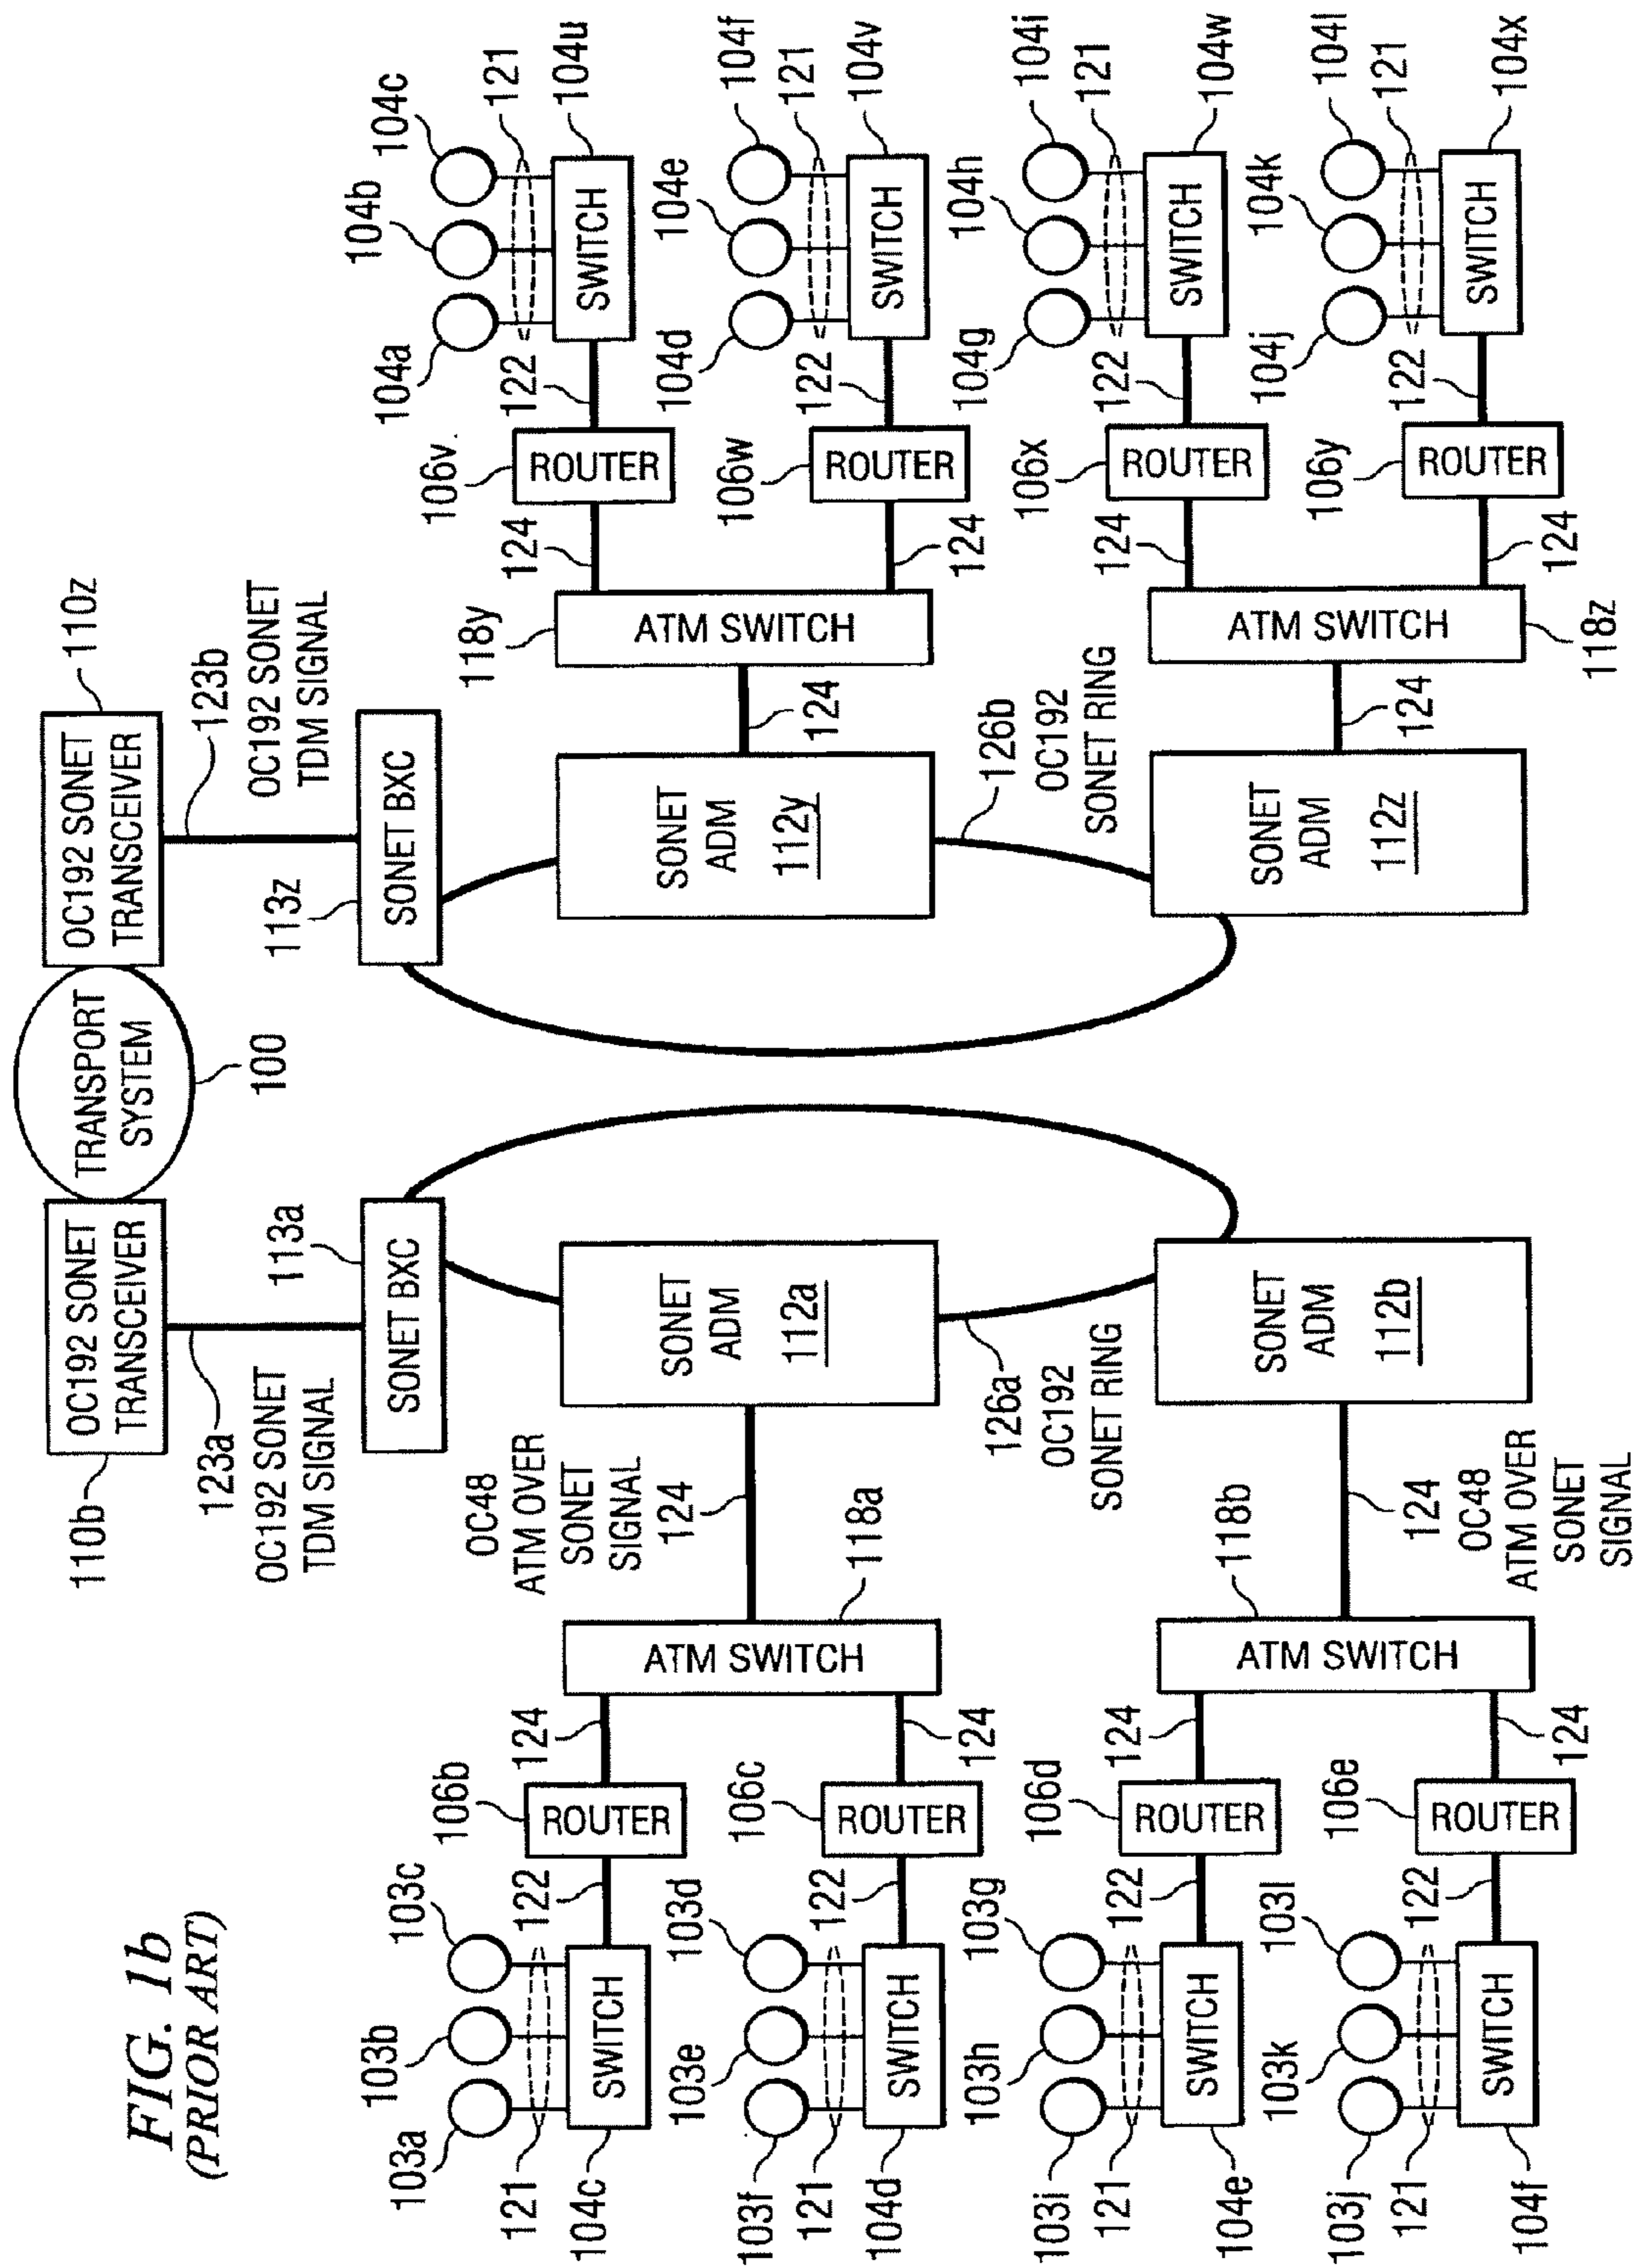 FIG. 1b
(PRIOR ART)
110b
OC192 SONET
TRANSCEIVER
TRANSPORT
SYSTEM
100
OC192 SONET
TRANSCEIVER
110z
123a
OC192 SONET
TDM SIGNAL
123b
OC192 SONET
TDM SIGNAL
113a
SONET BXC
113z
SONET BXC
103a
103b
103c
121
104c
SWITCH
122
106b
ROUTER
124
103f
103e
103d
121
104d
SWITCH
122
106c
ROUTER
124
ATM SWITCH
118a
OC48
ATM OVER
SONET
SIGNAL
124
SONET
ADM
112a
126a
OC192
SONET RING
103i
103h
103g
121
104e
SWITCH
122
106d
ROUTER
124
103j
103k
103l
121
104f
SWITCH
122
106e
ROUTER
124
118b
ATM SWITCH
124
OC48
ATM OVER
SONET
SIGNAL
SONET
ADM
112b
SONET
ADM
112y
124
118y
ATM SWITCH
124
106v.
ROUTER
122
104a
104b
104c
121
SWITCH
104u
124
106w
ROUTER
122
104d
104e
104f
121
SWITCH
104v
126b
OC192
SONET RING
SONET
ADM
112z
124
ATM SWITCH
118z
124
106x
ROUTER
122
104g
104h
104i
121
SWITCH
104w
124
106y
ROUTER
122
104j
104k
104l
121
SWITCH
104x